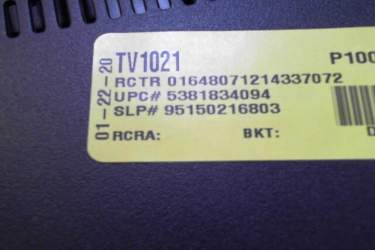 01-22-20
TV1021 P100
RCTR 01648071214337072
UPC# 5381834094
SLP# 95150216803
RCRA: BKT: